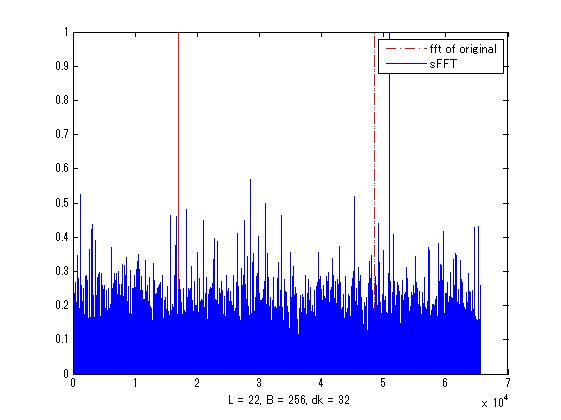 1
0.9
0.8
0.7
0.6
0.5
0.4
0.3
0.2
0.1
0
fft of original
sFFT
0 1 2 3 4 5 6 7
x 10^4
L = 22, B = 256, dk = 32